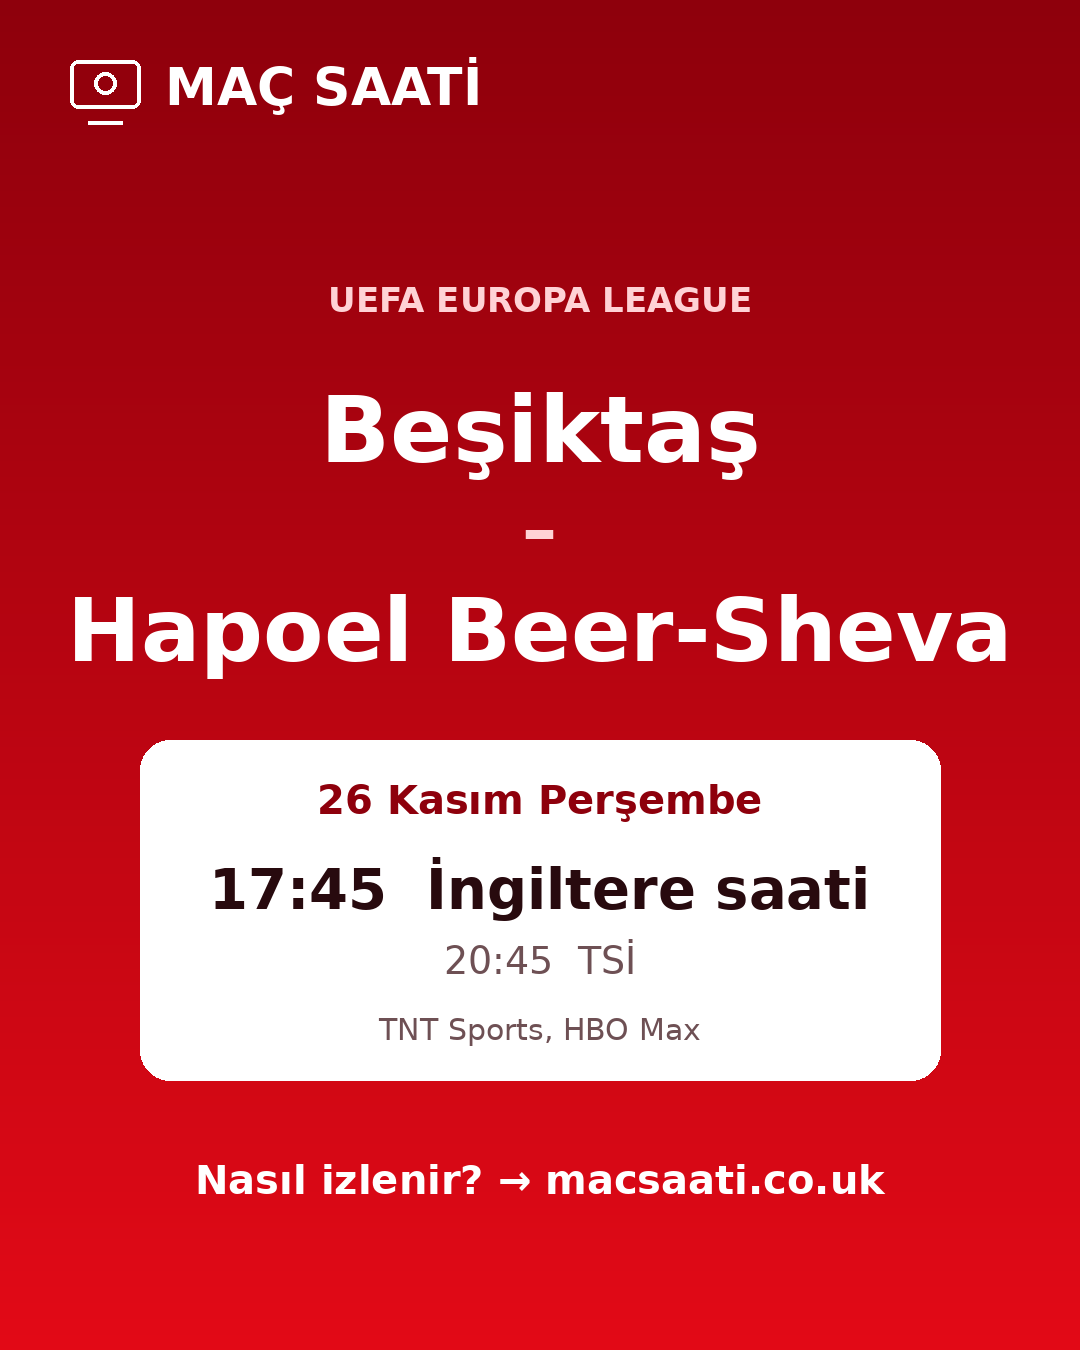 MAÇ SAATİ
UEFA EUROPA LEAGUE
Beşiktaş
–
Hapoel Beer-Sheva
26 Kasım Perşembe
17:45 İngiltere saati
20:45 TSİ
TNT Sports, HBO Max
Nasıl izlenir? → macsaati.co.uk